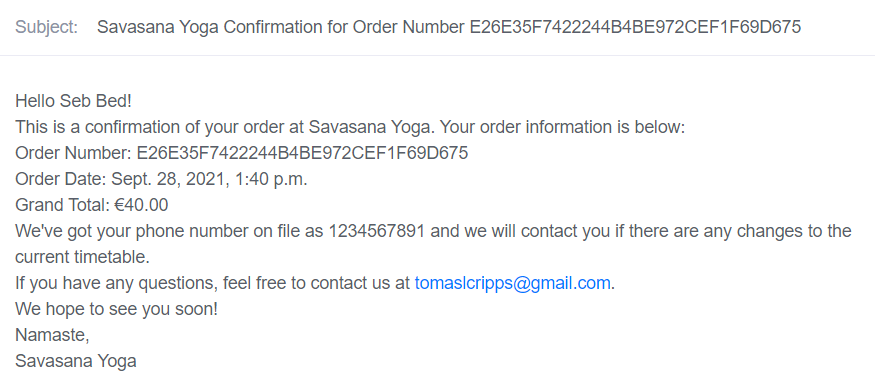 Subject: Savasana Yoga Confirmation for Order Number E26E35F7422244B4BE972CEF1F69D675
Hello Seb Bed!
This is a confirmation of your order at Savasana Yoga. Your order information is below:
Order Number: E26E35F7422244B4BE972CEF1F69D675
Order Date: Sept. 28, 2021, 1:40 p.m.
Grand Total: €40.00
We've got your phone number on file as 1234567891 and we will contact you if there are any changes to the
current timetable.
If you have any questions, feel free to contact us at tomaslcripps@gmail.com.
We hope to see you soon!
Namaste,
Savasana Yoga